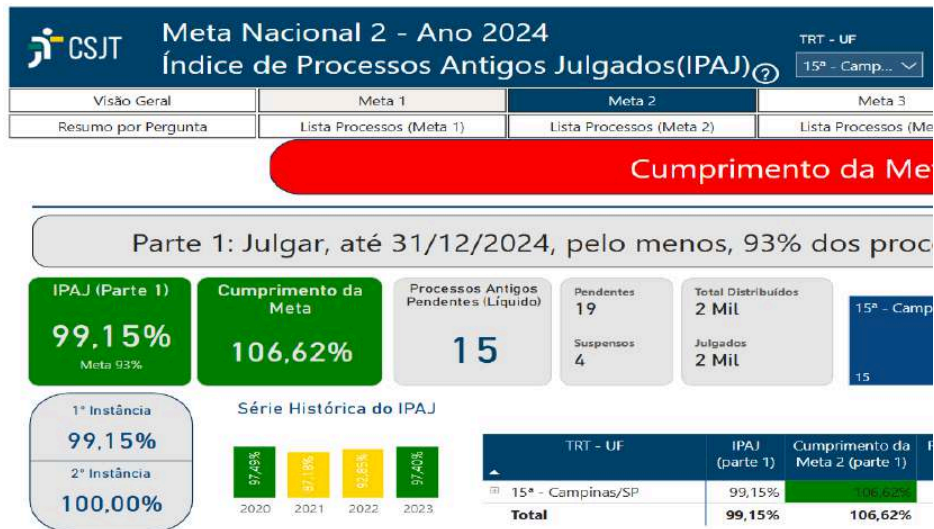 CSJT
Meta Nacional 2 - Ano 2024
Índice de Processos Antigos Julgados(IPAJ)
?
TRT - UF
15ª - Camp...
Visão Geral
Meta 1
Meta 2
Meta 3
Resumo por Pergunta
Lista Processos (Meta 1)
Lista Processos (Meta 2)
Lista Processos (Me
Cumprimento da Me
Parte 1: Julgar, até 31/12/2024, pelo menos, 93% dos proc
IPAJ (Parte 1)
99,15%
Meta 93%
Cumprimento da
Meta
106,62%
Processos Antigos
Pendentes (Líquido)
15
Pendentes
19
Suspensos
4
Total Distribuídos
2 Mil
Julgados
2 Mil
15ª - Camp
15
1ª Instância
99,15%
2ª Instância
100,00%
Série Histórica do IPAJ
97,49%
87,18%
92,85%
97,40%
2020
2021
2022
2023
TRT - UF
IPAJ
(parte 1)
Cumprimento da
Meta 2 (parte 1)
15ª - Campinas/SP
99,15%
106,62%
Total
99,15%
106,62%